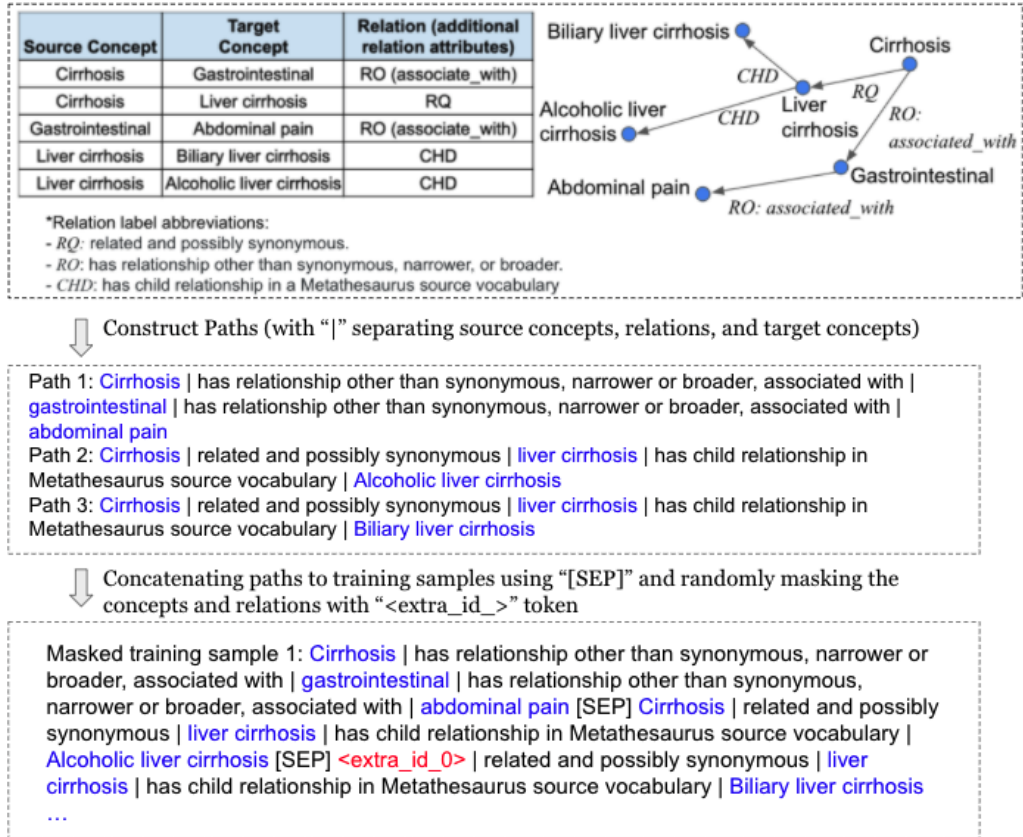 Source Concept | Target Concept | Relation (additional relation attributes)
Cirrhosis | Gastrointestinal | RO (associate_with)
Cirrhosis | Liver cirrhosis | RQ
Gastrointestinal | Abdominal pain | RO (associate_with)
Liver cirrhosis | Biliary liver cirrhosis | CHD
Liver cirrhosis | Alcoholic liver cirrhosis | CHD
*Relation label abbreviations:
- RQ: related and possibly synonymous.
- RO: has relationship other than synonymous, narrower, or broader.
- CHD: has child relationship in a Metathesaurus source vocabulary
Biliary liver cirrhosis
Cirrhosis
CHD
RQ
Alcoholic liver
cirrhosis
CHD
Liver
cirrhosis
RO:
associated_with
Abdominal pain
Gastrointestinal
RO: associated_with
Construct Paths (with “|” separating source concepts, relations, and target concepts)
Path 1: Cirrhosis | has relationship other than synonymous, narrower or broader, associated with |
gastrointestinal | has relationship other than synonymous, narrower or broader, associated with |
abdominal pain
Path 2: Cirrhosis | related and possibly synonymous | liver cirrhosis | has child relationship in
Metathesaurus source vocabulary | Alcoholic liver cirrhosis
Path 3: Cirrhosis | related and possibly synonymous | liver cirrhosis | has child relationship in
Metathesaurus source vocabulary | Biliary liver cirrhosis
Concatenating paths to training samples using “[SEP]” and randomly masking the
concepts and relations with “<extra_id_>” token
Masked training sample 1: Cirrhosis | has relationship other than synonymous, narrower or
broader, associated with | gastrointestinal | has relationship other than synonymous,
narrower or broader, associated with | abdominal pain [SEP] Cirrhosis | related and possibly
synonymous | liver cirrhosis | has child relationship in Metathesaurus source vocabulary |
Alcoholic liver cirrhosis [SEP] <extra_id_0> | related and possibly synonymous | liver
cirrhosis | has child relationship in Metathesaurus source vocabulary | Biliary liver cirrhosis
…